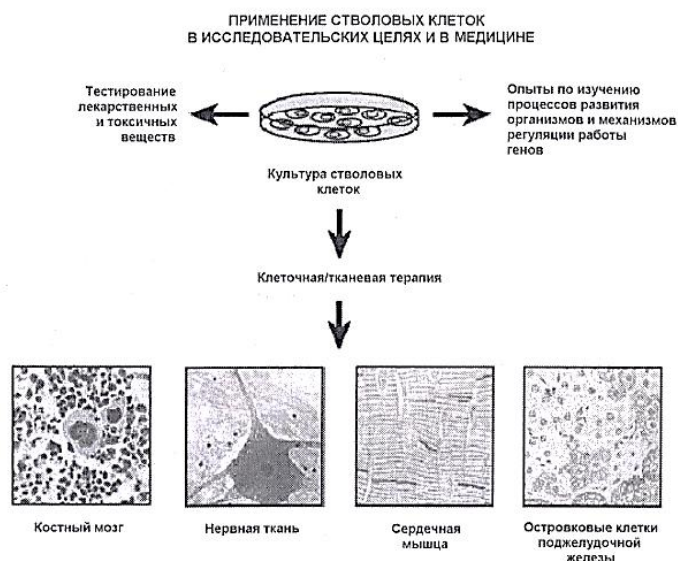 ПРИМЕНЕНИЕ СТВОЛОВЫХ КЛЕТОК
В ИССЛЕДОВАТЕЛЬСКИХ ЦЕЛЯХ И В МЕДИЦИНЕ
Тестирование
лекарственных
и токсичных
веществ
Опыты по изучению
процессов развития
организмов и механизмов
регуляции работы
генов
Культура стволовых
клеток
Клеточная/тканевая терапия
Костный мозг
Нервная ткань
Сердечная
мышца
Островковые клетки
поджелудочной
железы